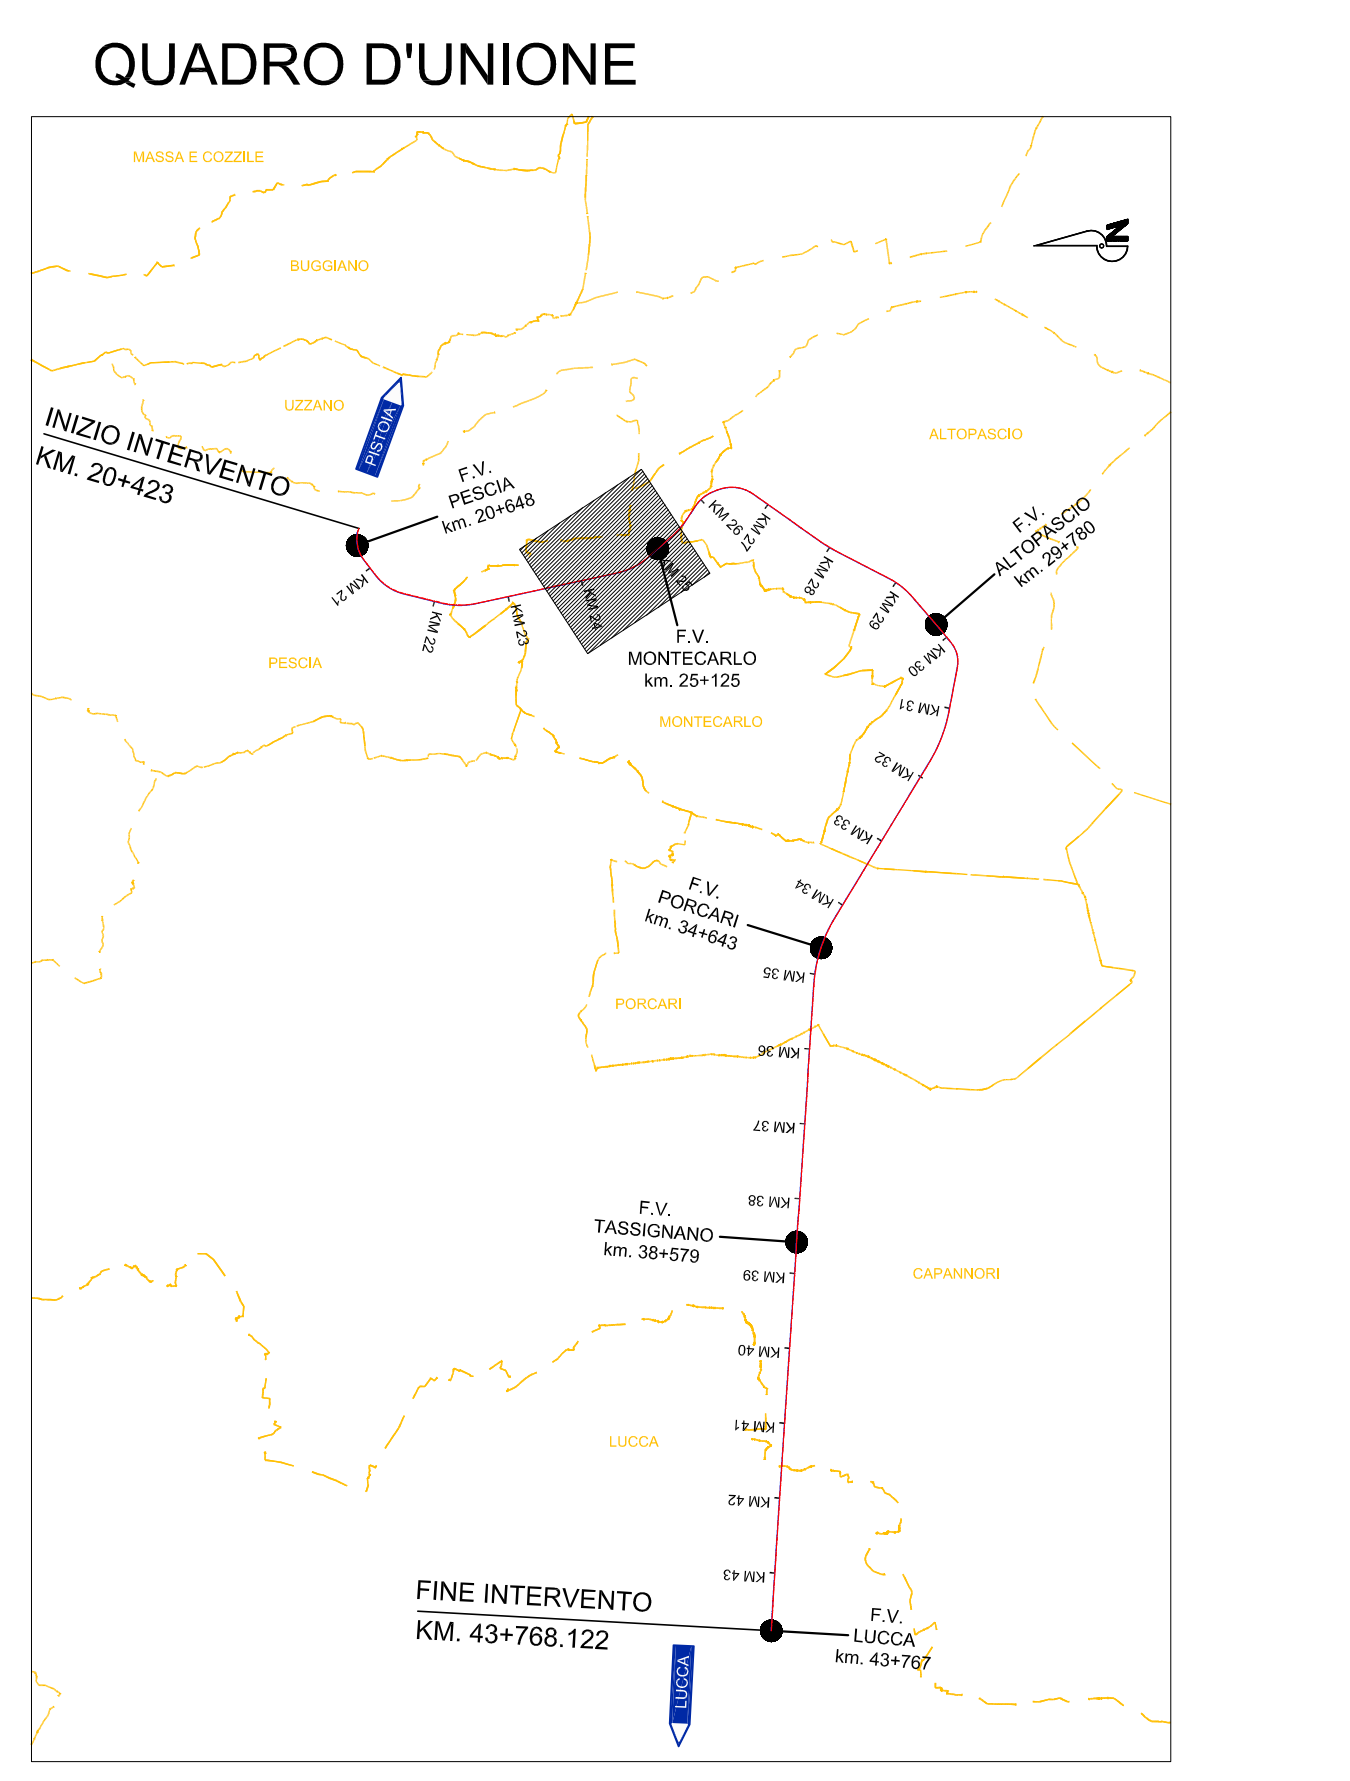 QUADRO D'UNIONE
MASSA E COZZILE
N
BUGGIANO
UZZANO
PISTOIA
ALTOPASCIO
INIZIO INTERVENTO
KM. 20+423
F.V.
PESCIA
km. 20+648
F.V.
ALTOPASCIO
km. 29+780
KM 21
KM 22
KM 23
KM 24
KM 25
KM 26
KM 27
KM 28
KM 29
KM 30
F.V.
MONTECARLO
km. 25+125
PESCIA
MONTECARLO
KM 31
KM 32
KM 33
KM 34
F.V.
PORCARI
km. 34+643
KM 35
PORCARI
KM 36
KM 37
KM 38
F.V.
TASSIGNANO
km. 38+579
KM 39
CAPANNORI
KM 40
KM 41
LUCCA
KM 42
KM 43
FINE INTERVENTO
KM. 43+768.122
F.V.
LUCCA
km. 43+767
LUCCA